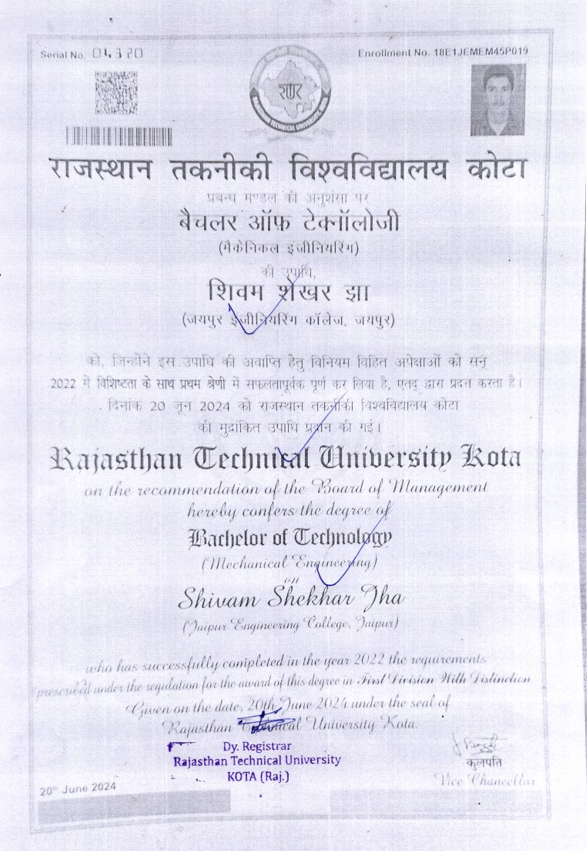 Serial No. 04320
Enrollment No. 18E1JEMEM45P019
राजस्थान तकनीकी विश्वविद्यालय कोटा
प्रबन्ध मण्डल की अनुशंसा पर
बैचलर ऑफ टेक्नॉलोजी
(मैकेनिकल इंजीनियरिंग)
की उपाधि,
शिवम शेखर झा
(जयपुर इंजीनियरिंग कॉलेज, जयपुर)
को, जिन्होंने इस उपाधि की अवाप्ति हेतु विनियम विहित अपेक्षाओं को सन्
2022 में विशिष्टता के साथ प्रथम श्रेणी में सफलतापूर्वक पूर्ण कर लिया है, एतद् द्वारा प्रदत्त करता है।
दिनांक 20 जून 2024 को राजस्थान तकनीकी विश्वविद्यालय कोटा
की मुद्रांकित उपाधि प्रदान की गई।
Rajasthan Technical University Kota
on the recommendation of the Board of Management
hereby confers the degree of
Bachelor of Technology
(Mechanical Engineering)
on
Shivam Shekhar Jha
(Jaipur Engineering College, Jaipur)
who has successfully completed in the year 2022 the requirements
prescribed under the regulation for the award of this degree in First Division With Distinction
Given on the date, 20th June 2024 under the seal of
Rajasthan Technical University Kota
Dy. Registrar
Rajasthan Technical University
KOTA (Raj.)
कुलपति
Vice Chancellor
20th June 2024